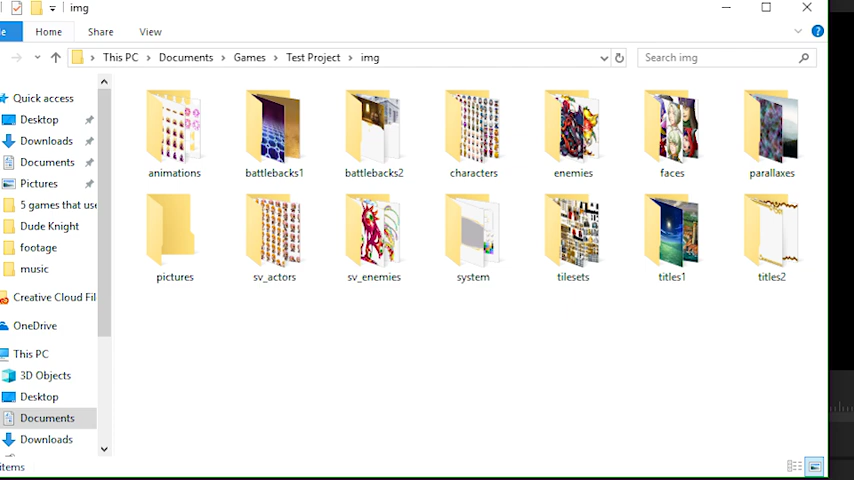 img
Home Share View
This PC Documents Games Test Project img
Search img
Quick access
Desktop
Downloads
Documents
Pictures
5 games that use
Dude Knight
footage
music
Creative Cloud Fil
OneDrive
This PC
3D Objects
Desktop
Documents
Downloads
animations battlebacks1 battlebacks2 characters enemies faces parallaxes
pictures sv_actors sv_enemies system tilesets titles1 titles2
items